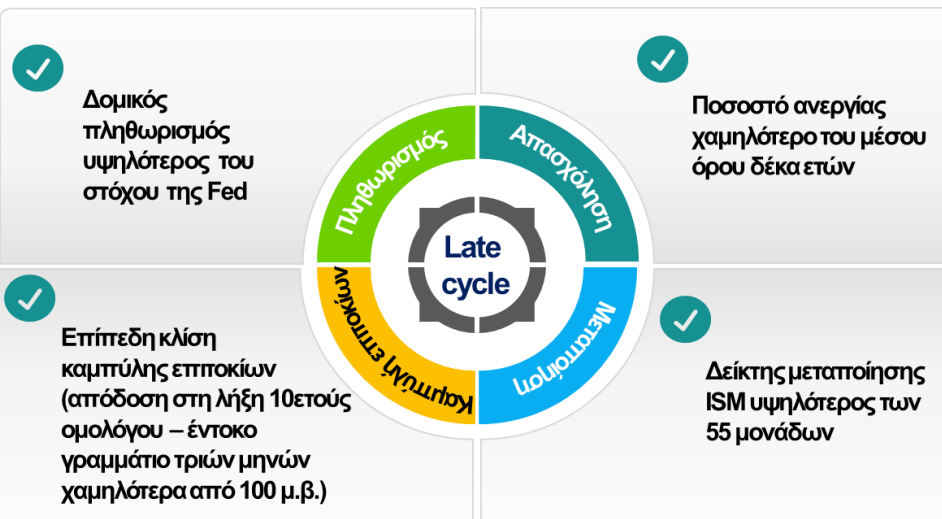 Δομικός
πληθωρισμός
υψηλότερος του
στόχου της Fed
Ποσοστό ανεργίας
χαμηλότερο του μέσου
όρου δέκα ετών
Πληθωρισμός
Απασχόληση
Late
cycle
Καμπύλη επιτοκίων
Μεταποίηση
Επίπεδη κλίση
καμπύλης επιτοκίων
(απόδοση στη λήξη 10ετούς
ομολόγου – έντοκο
γραμμάτιο τριών μηνών
χαμηλότερα από 100 μ.β.)
Δείκτης μεταποίησης
ISM υψηλότερος των
55 μονάδων